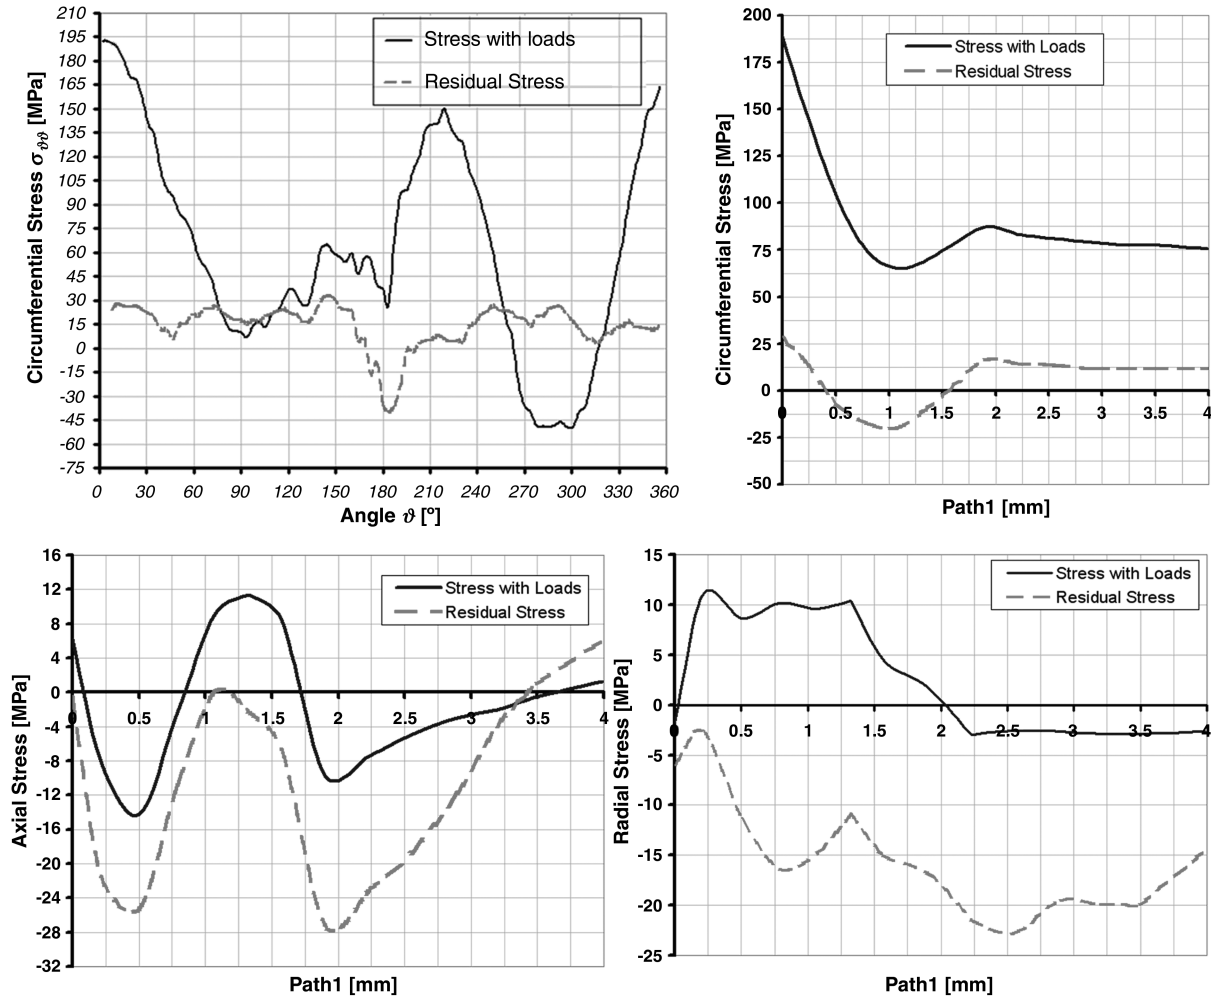 Circumferential Stress σϑϑ [MPa]
210
195
180
165
150
135
120
105
90
75
60
45
30
15
0
-15
-30
-45
-60
-75
Stress with loads
Residual Stress
0 30 60 90 120 150 180 210 240 270 300 330 360
Angle ϑ [º]
Circumferential Stress [MPa]
200
175
150
125
100
75
50
25
0
-25
-50
Stress with Loads
Residual Stress
0 0.5 1 1.5 2 2.5 3 3.5 4
Path1 [mm]
Axial Stress [MPa]
16
12
8
4
0
-4
-8
-12
-16
-20
-24
-28
-32
Stress with Loads
Residual Stress
0 0.5 1 1.5 2 2.5 3 3.5 4
Path1 [mm]
Radial Stress [MPa]
15
10
5
0
-5
-10
-15
-20
-25
Stress with Loads
Residual Stress
0 0.5 1 1.5 2 2.5 3 3.5 4
Path1 [mm]